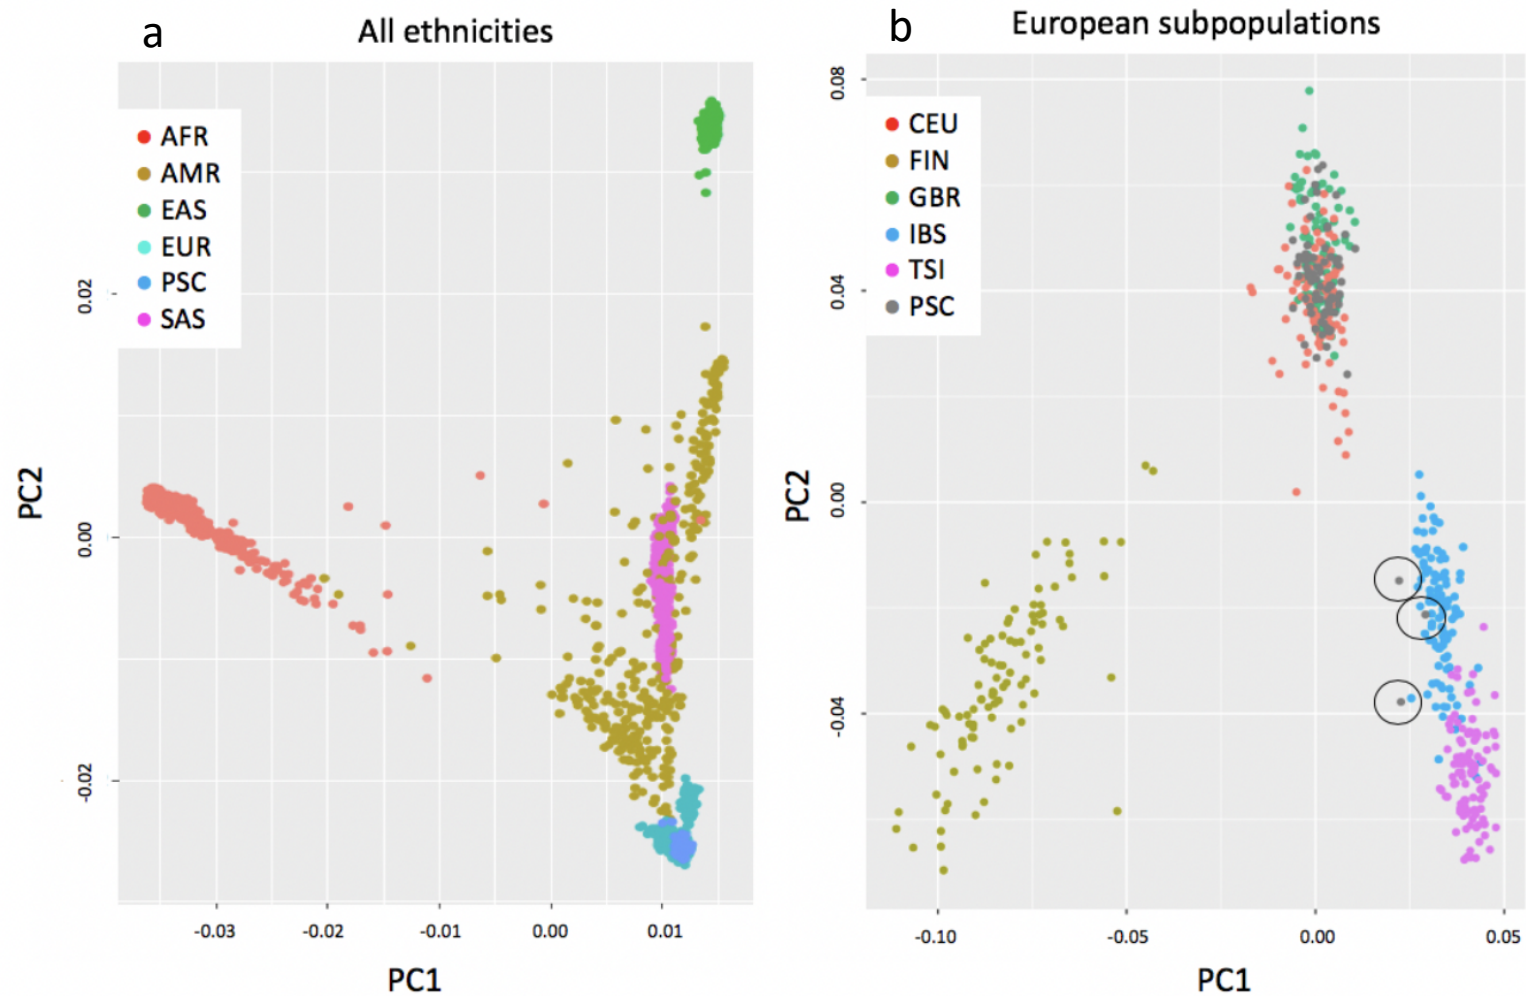 a
All ethnicities
AFR
AMR
EAS
EUR
PSC
SAS
PC2
0.02
0.00
-0.02
-0.03
-0.02
-0.01
0.00
0.01
PC1
b
European subpopulations
CEU
FIN
GBR
IBS
TSI
PSC
PC2
0.08
0.04
0.00
-0.04
-0.10
-0.05
0.00
0.05
PC1